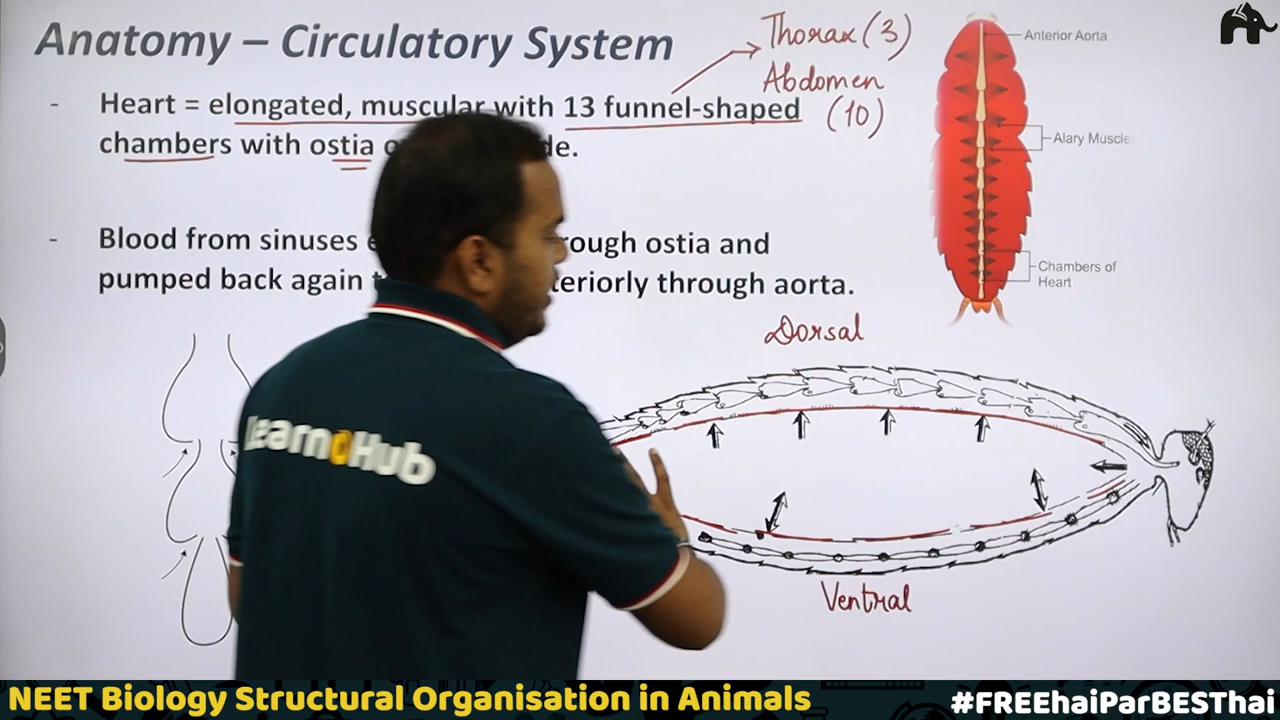 Anatomy – Circulatory System
Thorax (3)
Abdomen
(10)
- Heart = elongated, muscular with 13 funnel-shaped
chambers with ostia
- Blood from sinuses and
rough ostia and
pumped back again
teriorly through aorta.
Anterior Aorta
Alary Muscles
Chambers of
Heart
Dorsal
Ventral
LearnoHub
NEET Biology Structural Organisation in Animals
#FREEhaiParBESThai